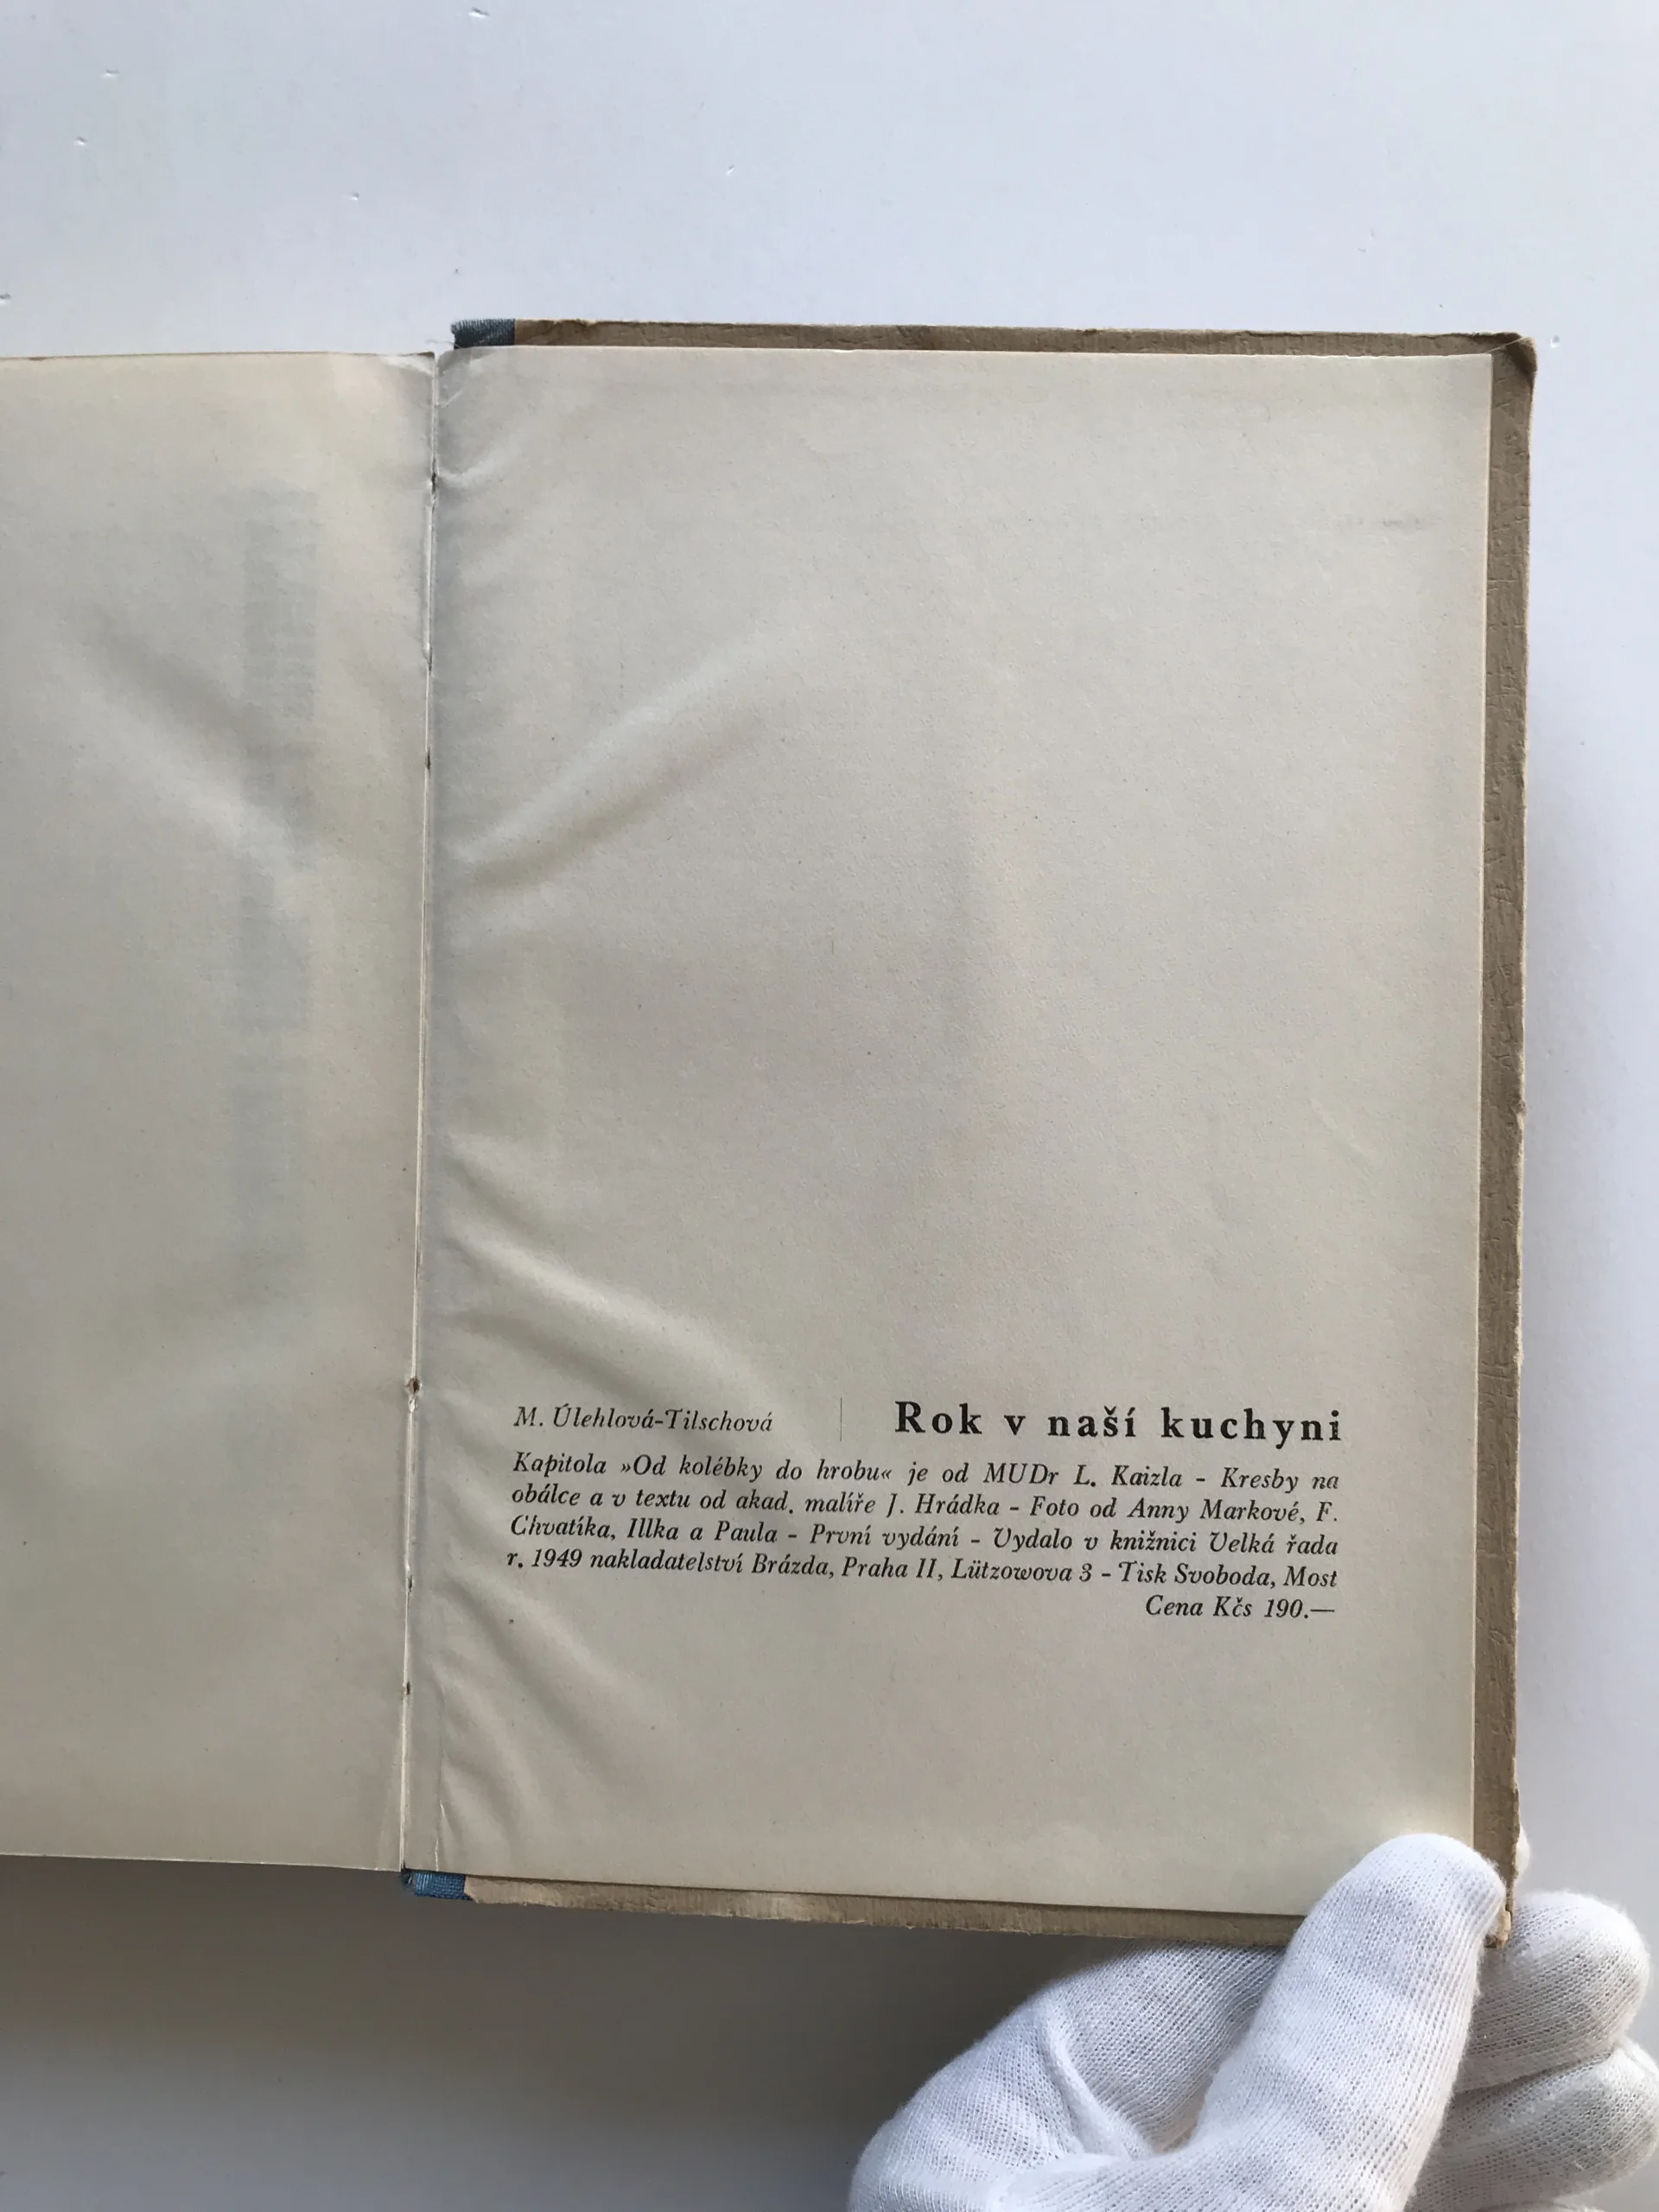 M. Úlehlová-Tilschová | Rok v naší kuchyni
Kapitola »Od kolébky do hrobu« je od MUDr L. Kaizla - Kresby na
obálce a v textu od akad. malíře J. Hrádka - Foto od Anny Markové, F.
Chvatíka, Illka a Paula - První vydání - Vydalo v knižnici Velká řada
r. 1949 nakladatelství Brázda, Praha II, Lützowova 3 - Tisk Svoboda, Most
Cena Kčs 190.—